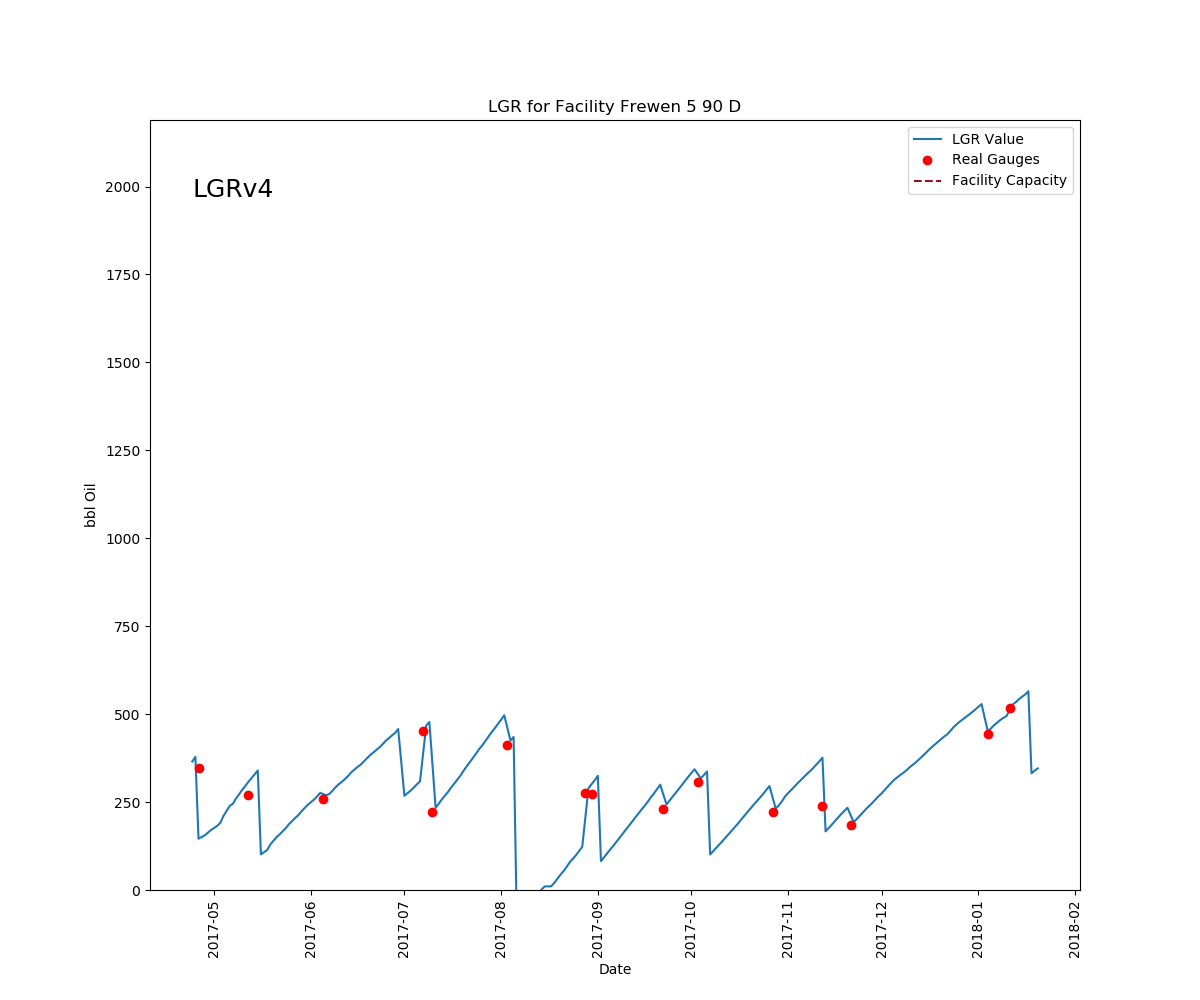 LGR for Facility Frewen 5 90 D
LGRv4
LGR Value
Real Gauges
Facility Capacity
bbl Oil
2000
1750
1500
1250
1000
750
500
250
0
2017-05
2017-06
2017-07
2017-08
2017-09
2017-10
2017-11
2017-12
2018-01
2018-02
Date